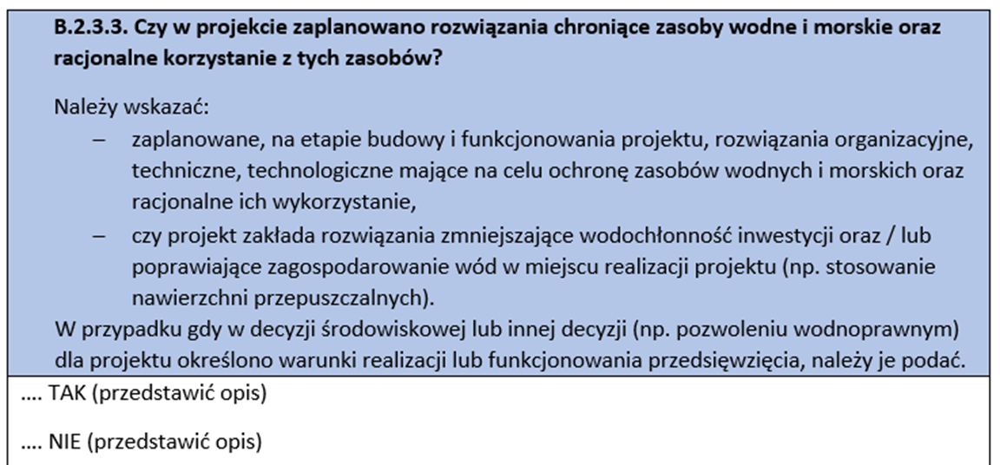 B.2.3.3. Czy w projekcie zaplanowano rozwiązania chroniące zasoby wodne i morskie oraz
racjonalne korzystanie z tych zasobów?
Należy wskazać:
– zaplanowane, na etapie budowy i funkcjonowania projektu, rozwiązania organizacyjne,
techniczne, technologiczne mające na celu ochronę zasobów wodnych i morskich oraz
racjonalne ich wykorzystanie,
– czy projekt zakłada rozwiązania zmniejszające wodochłonność inwestycji oraz / lub
poprawiające zagospodarowanie wód w miejscu realizacji projektu (np. stosowanie
nawierzchni przepuszczalnych).
W przypadku gdy w decyzji środowiskowej lub innej decyzji (np. pozwoleniu wodnoprawnym)
dla projektu określono warunki realizacji lub funkcjonowania przedsięwzięcia, należy je podać.
.... TAK (przedstawić opis)
.... NIE (przedstawić opis)